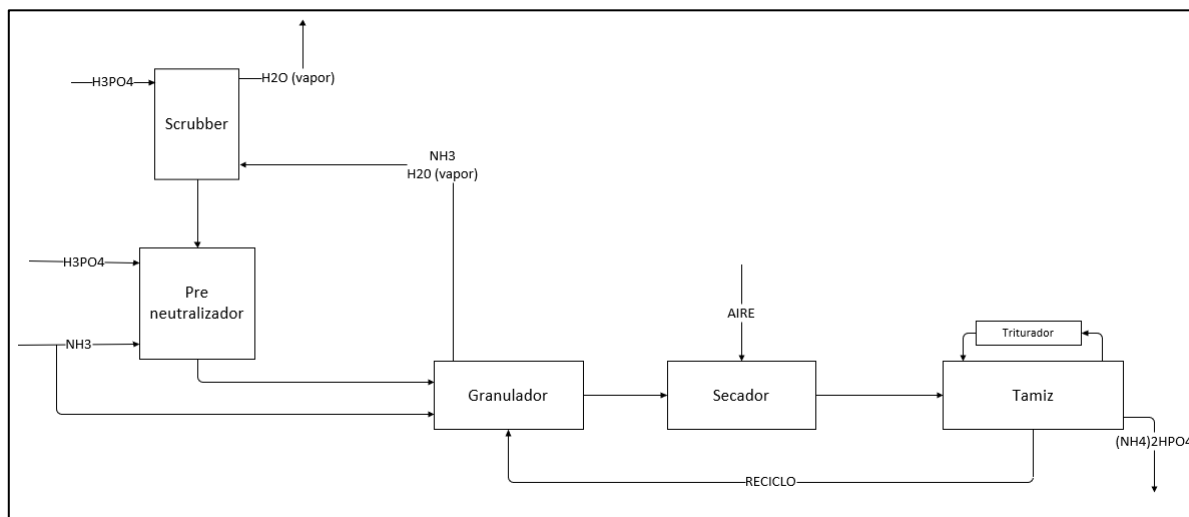 H3PO4
H2O (vapor)
Scrubber
NH3
H20 (vapor)
H3PO4
Pre
neutralizador
NH3
AIRE
Triturador
Granulador
Secador
Tamiz
(NH4)2HPO4
RECICLO